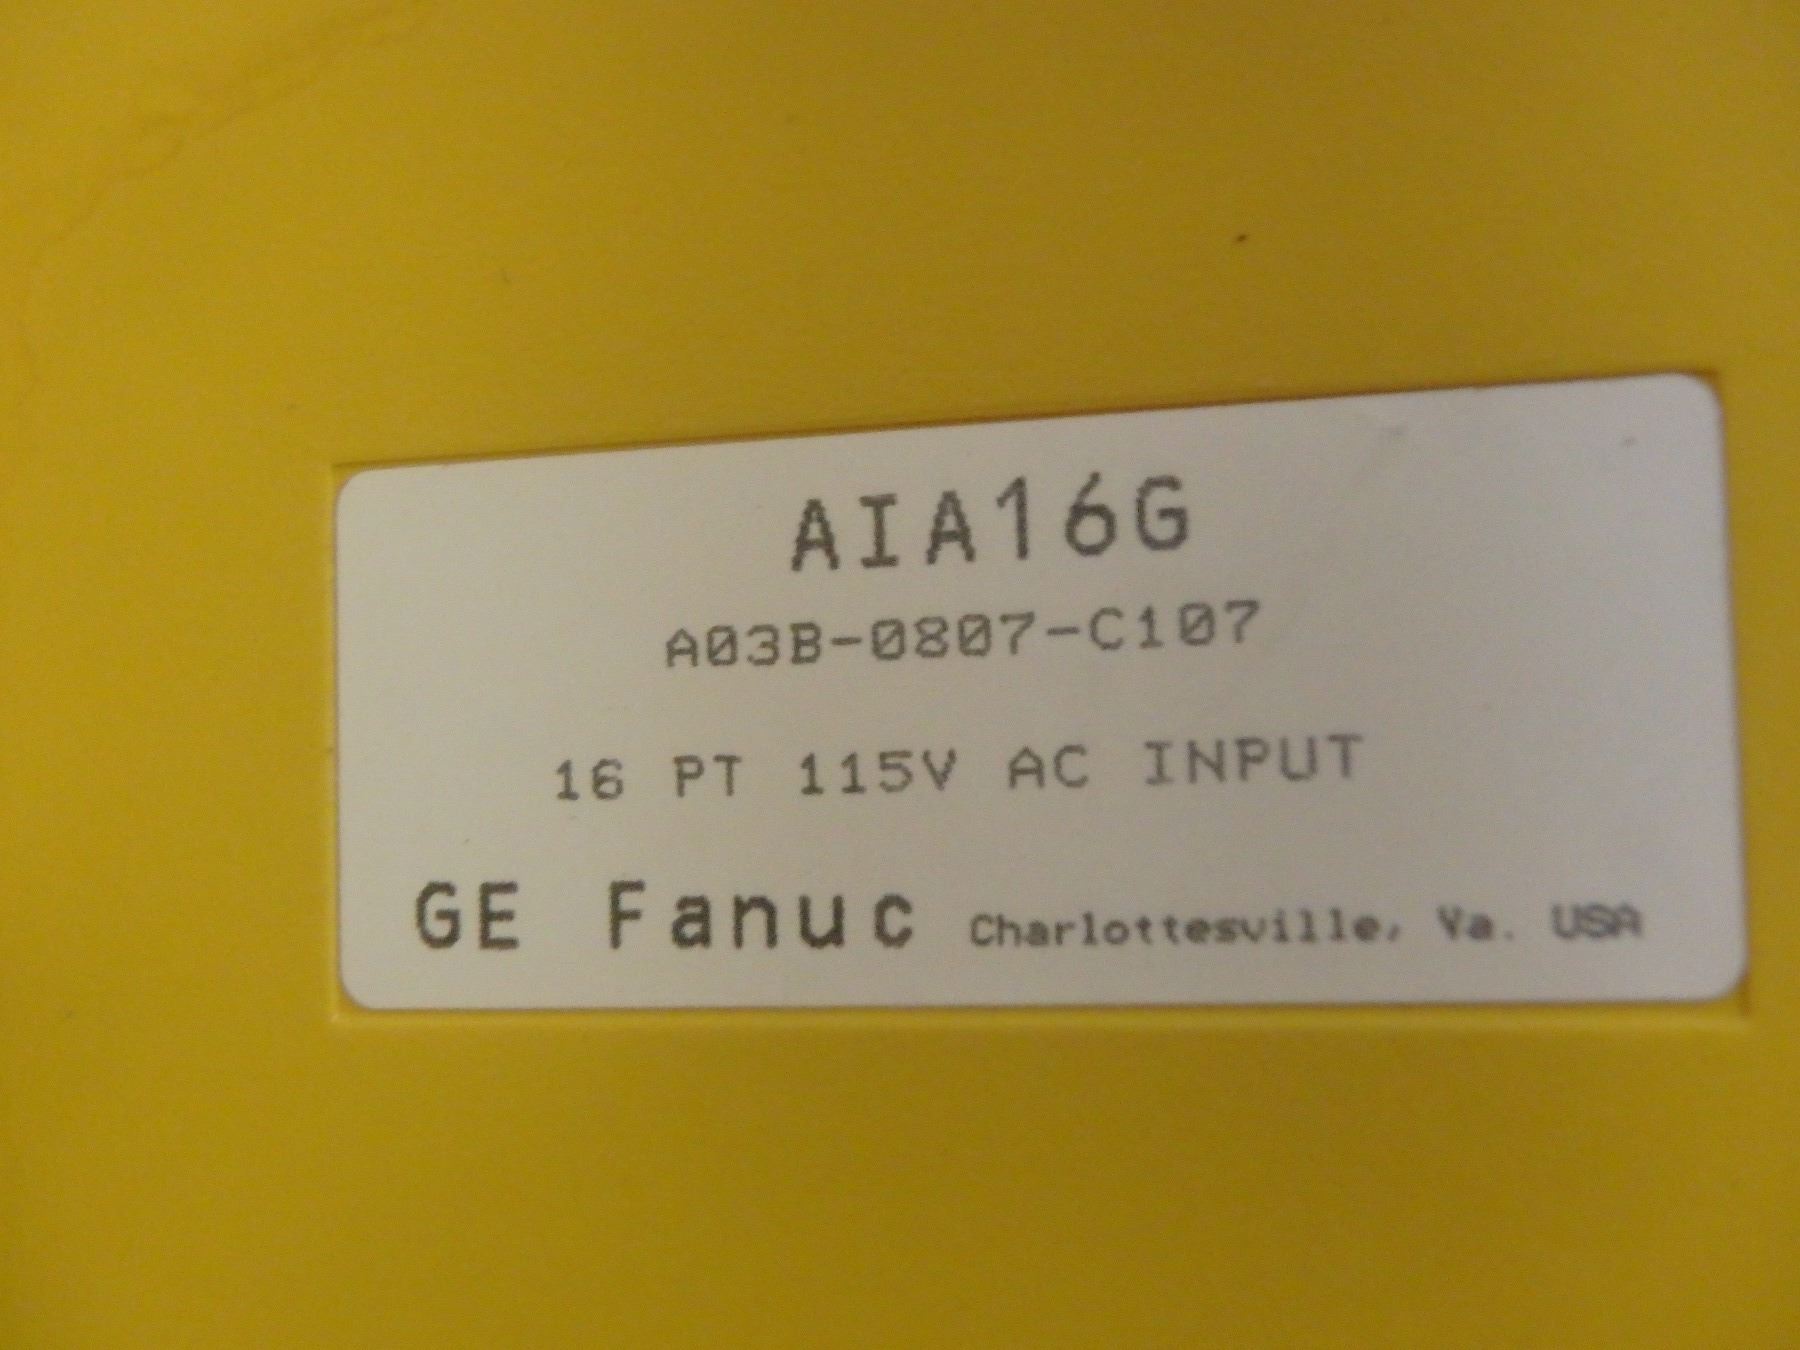 AIA16G
A03B-0807-C107
16 PT 115V AC INPUT
GE Fanuc Charlottesville, Va. USA